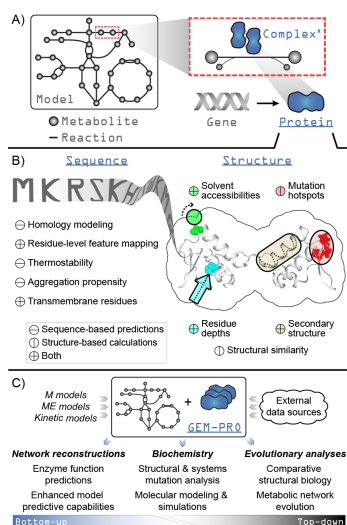 A)
Complex*
Model
Metabolite
Reaction
Gene
Protein
B)
Sequence
Structure
MKRSKH
Solvent
accessibilities
Mutation
hotspots
Homology modeling
Residue-level feature mapping
Thermostability
Aggregation propensity
Transmembrane residues
Sequence-based predictions
Structure-based calculations
Both
Residue
depths
Secondary
structure
Structural similarity
C)
M models
ME models
Kinetic models
GEM-PRO
External
data sources
Network reconstructions
Biochemistry
Evolutionary analyses
Enzyme function
predictions
Structural & systems
mutation analysis
Comparative
structural biology
Enhanced model
predictive capabilities
Molecular modeling &
simulations
Metabolic network
evolution
Bottom-up
Top-down